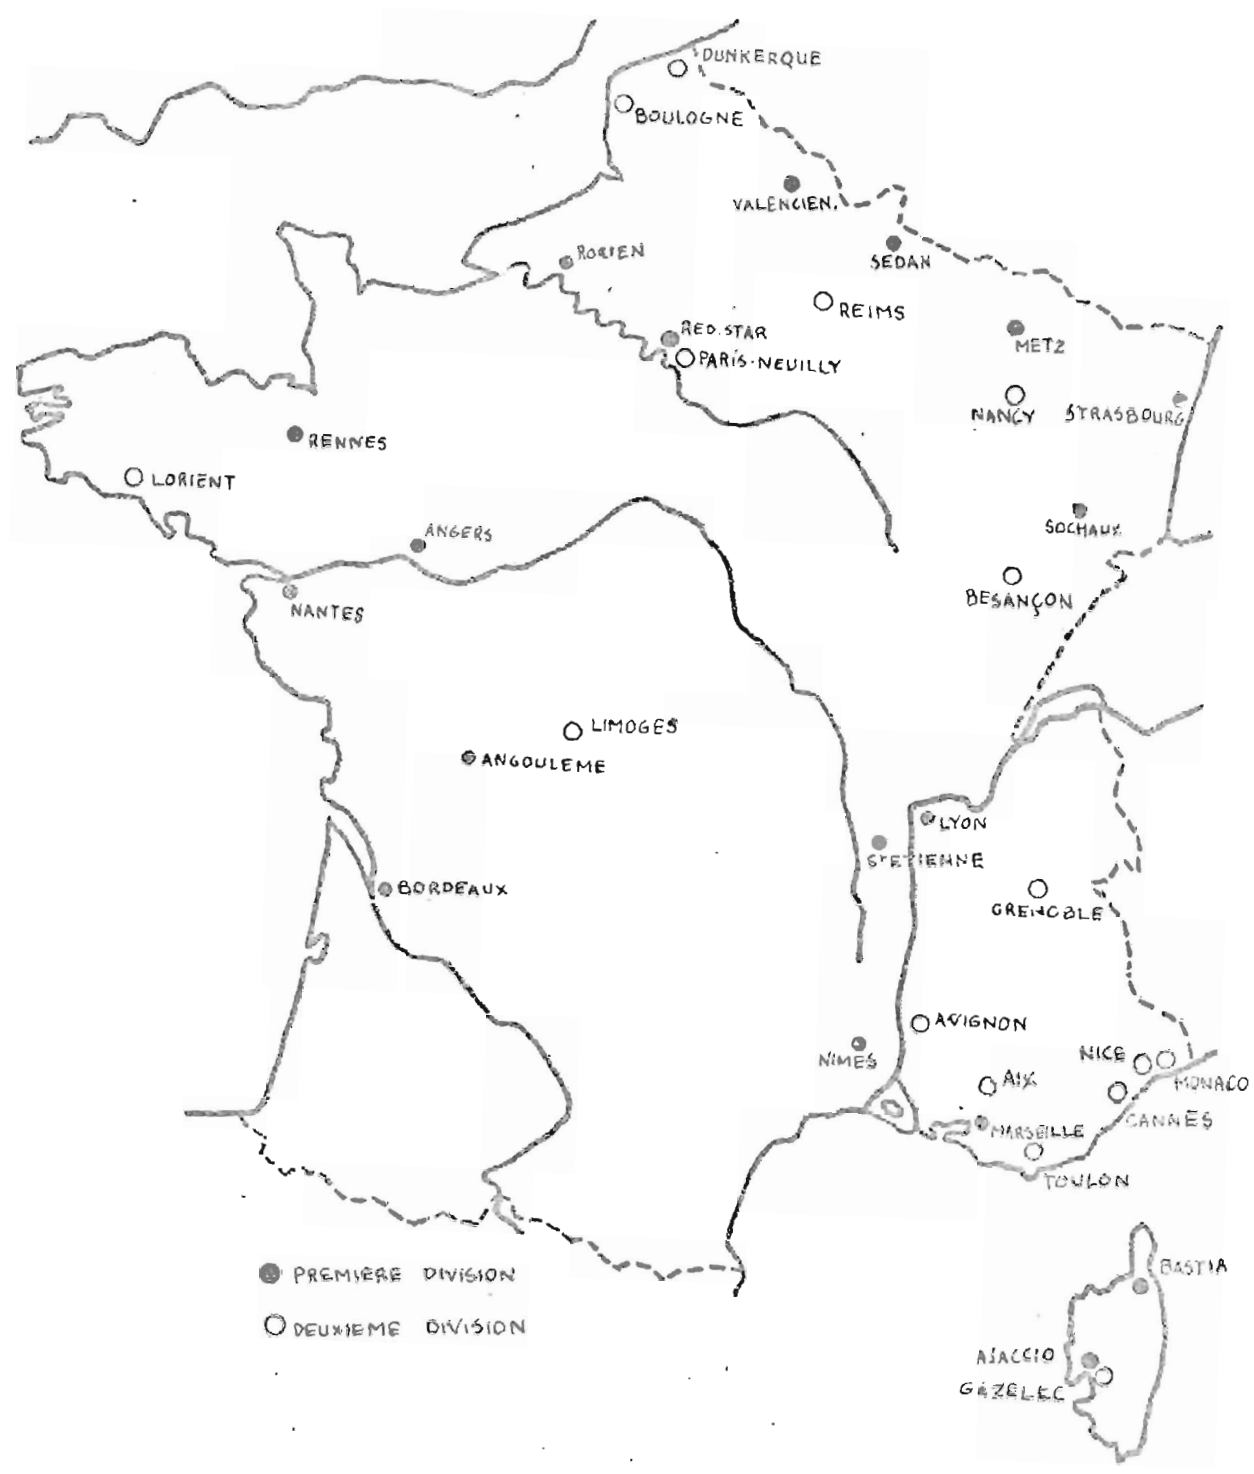 DUNKERQUE
BOULOGNE
VALENCIEN.
ROUEN
SEDAN
REIMS
RED.STAR
PARIS-NEUILLY
METZ
NANCY
STRASBOURG
RENNES
LORIENT
ANGERS
SOCHAUX
BESANÇON
NANTES
LIMOGES
ANGOULEME
LYON
STETIENNE
BORDEAUX
GRENOBLE
AVIGNON
NIMES
NICE
MONACO
AIX
CANNES
MARSEILLE
TOULON
PREMIERE DIVISION
DEUXIEME DIVISION
BASTIA
AJACCIO
GAZELEC